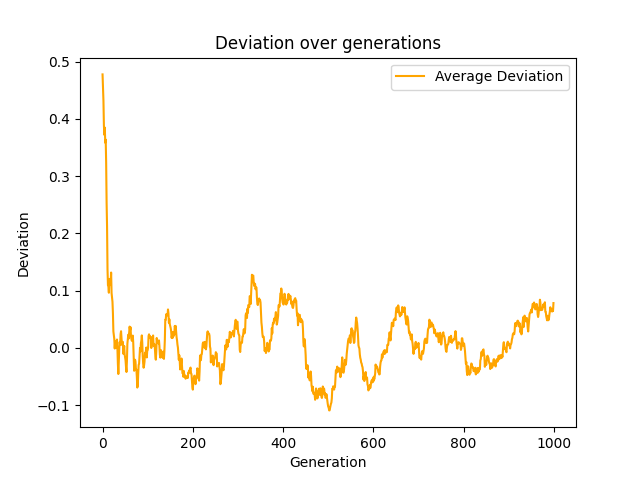 Deviation over generations
Average Deviation
Deviation
0.5
0.4
0.3
0.2
0.1
0.0
−0.1
0 200 400 600 800 1000
Generation